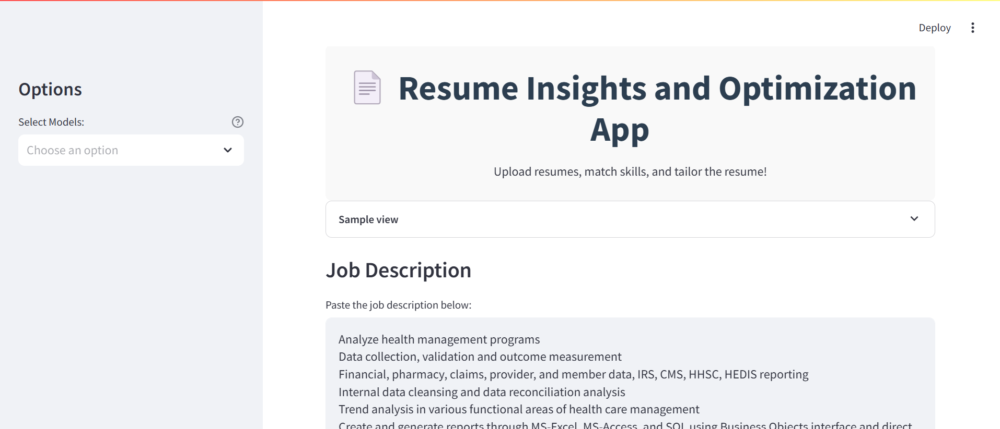 Deploy
Options
Select Models:
Choose an option
Resume Insights and Optimization
App
Upload resumes, match skills, and tailor the resume!
Sample view
Job Description
Paste the job description below:
Analyze health management programs
Data collection, validation and outcome measurement
Financial, pharmacy, claims, provider, and member data, IRS, CMS, HHSC, HEDIS reporting
Internal data cleansing and data reconciliation analysis
Trend analysis in various functional areas of health care management
Create and generate reports through MS-Excel, MS-Access, and SQL using Business Objects interface and direct